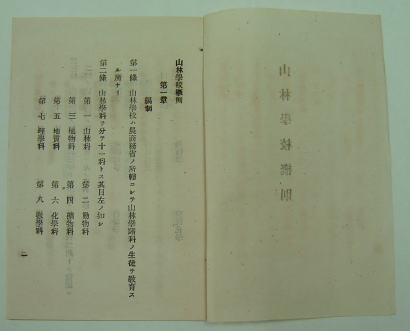 山林學校規則
山林學校規則
第一章
編制
第一條 山林學校ハ農商務省ノ所轄ニシテ山林學諸科ノ生徒ヲ教育スル所ナリ
第二條 山林學科ヲ分テ十一科トス其目左ノ如シ
第一 山林科 第二 動物科
第三 植物科 第四 礦物科
第五 地質科 第六 化學科
第七 理學科 第八 數學科